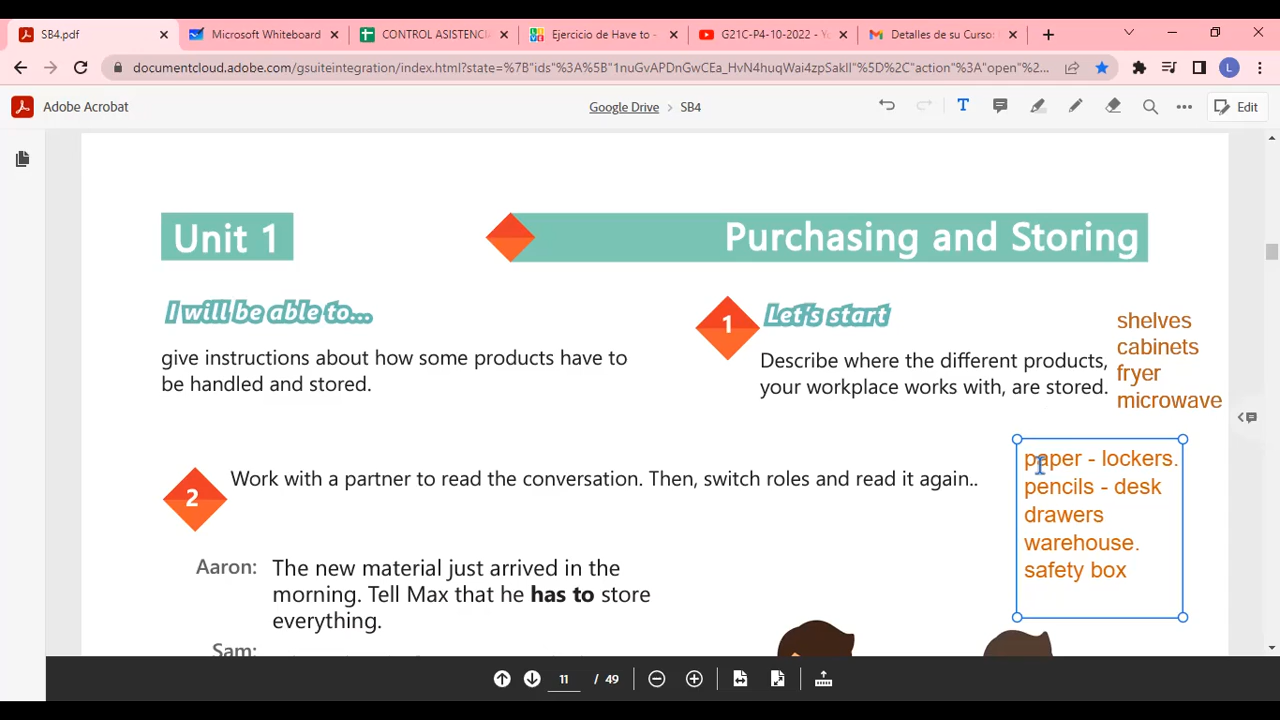 SB4.pdf
Microsoft Whiteboard
CONTROL ASISTENCI
Ejercicio de Have to -
G21C-P4-10-2022 - Yo
Detalles de su Curso:
documentcloud.adobe.com/gsuiteintegration/index.html?state=%7B"ids"%3A%5B"1nuGvAPDnGwCEa_HvN4huqWai4zpSakIl"%5D%2C"action"%3A"open"%2...
L
Adobe Acrobat
Google Drive > SB4
T
Edit
Unit 1
Purchasing and Storing
I will be able to...
give instructions about how some products have to
be handled and stored.
1
Let's start
Describe where the different products,
your workplace works with, are stored.
shelves
cabinets
fryer
microwave
2
Work with a partner to read the conversation. Then, switch roles and read it again..
paper - lockers.
pencils - desk
drawers
warehouse.
safety box
Aaron: The new material just arrived in the
morning. Tell Max that he has to store
everything.
Sam:
11 / 49